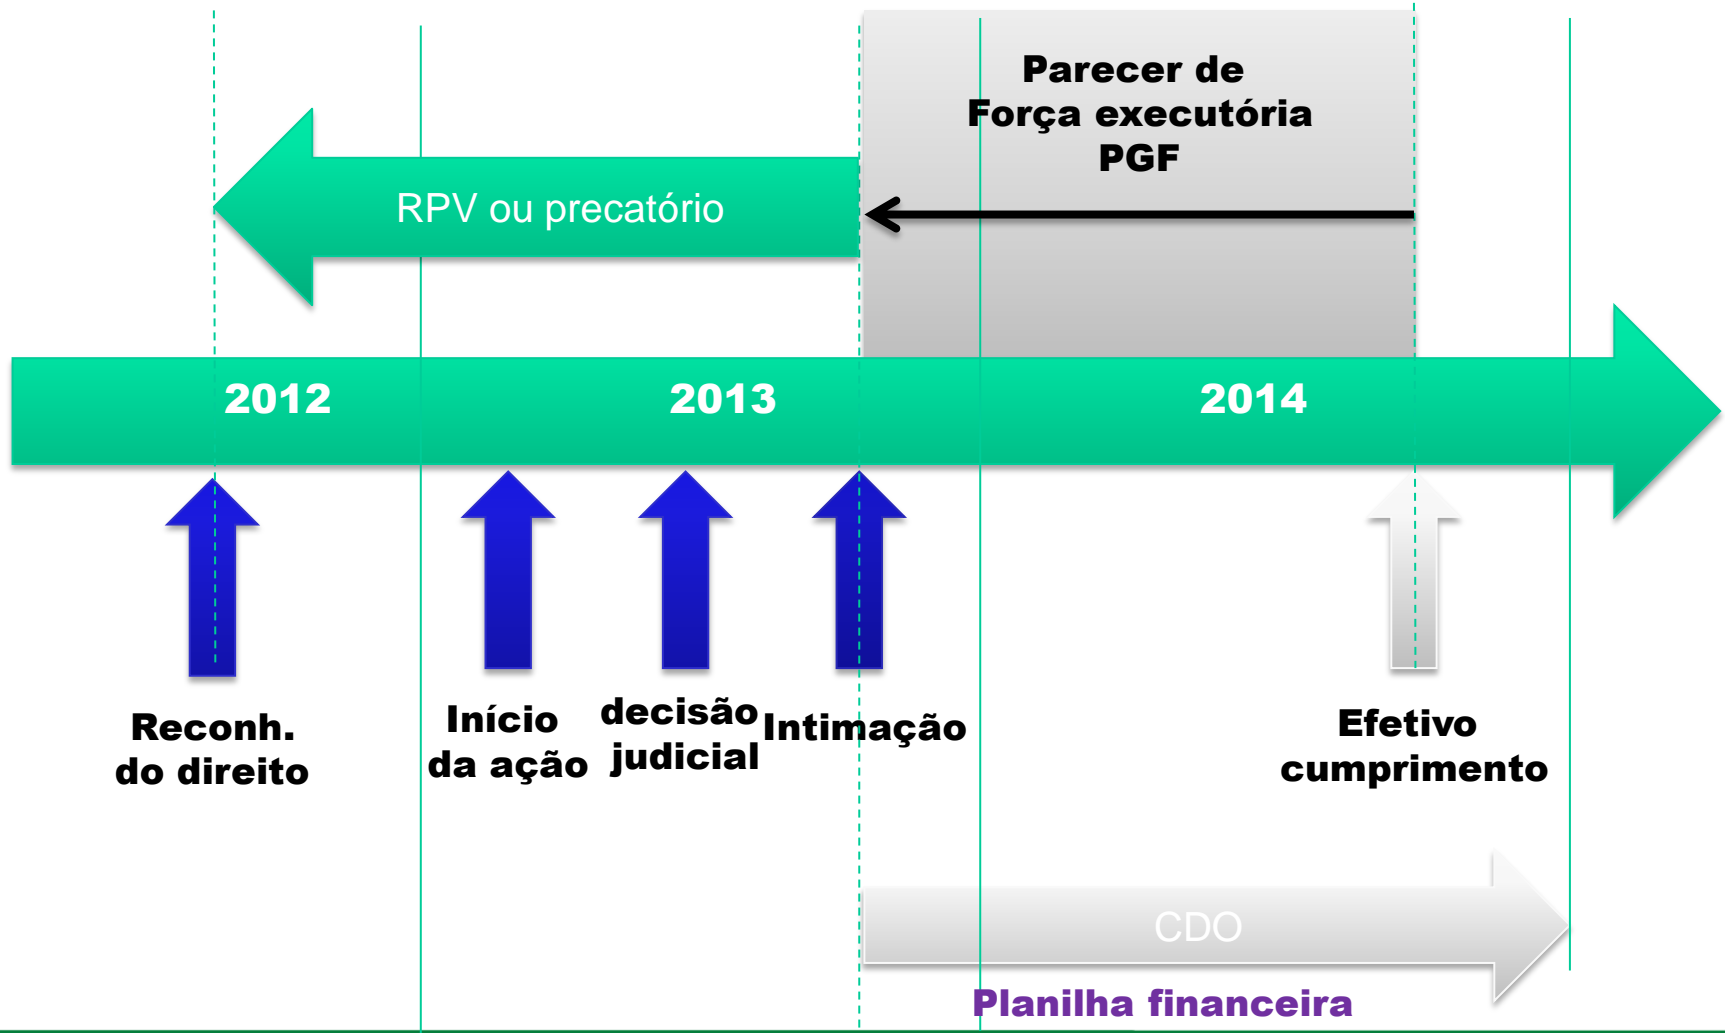 Parecer de
Força executória
PGF
RPV ou precatório
2012
2013
2014
Reconh.
do direito
Início
da ação
decisão
judicial
Intimação
Efetivo
cumprimento
CDO
Planilha financeira